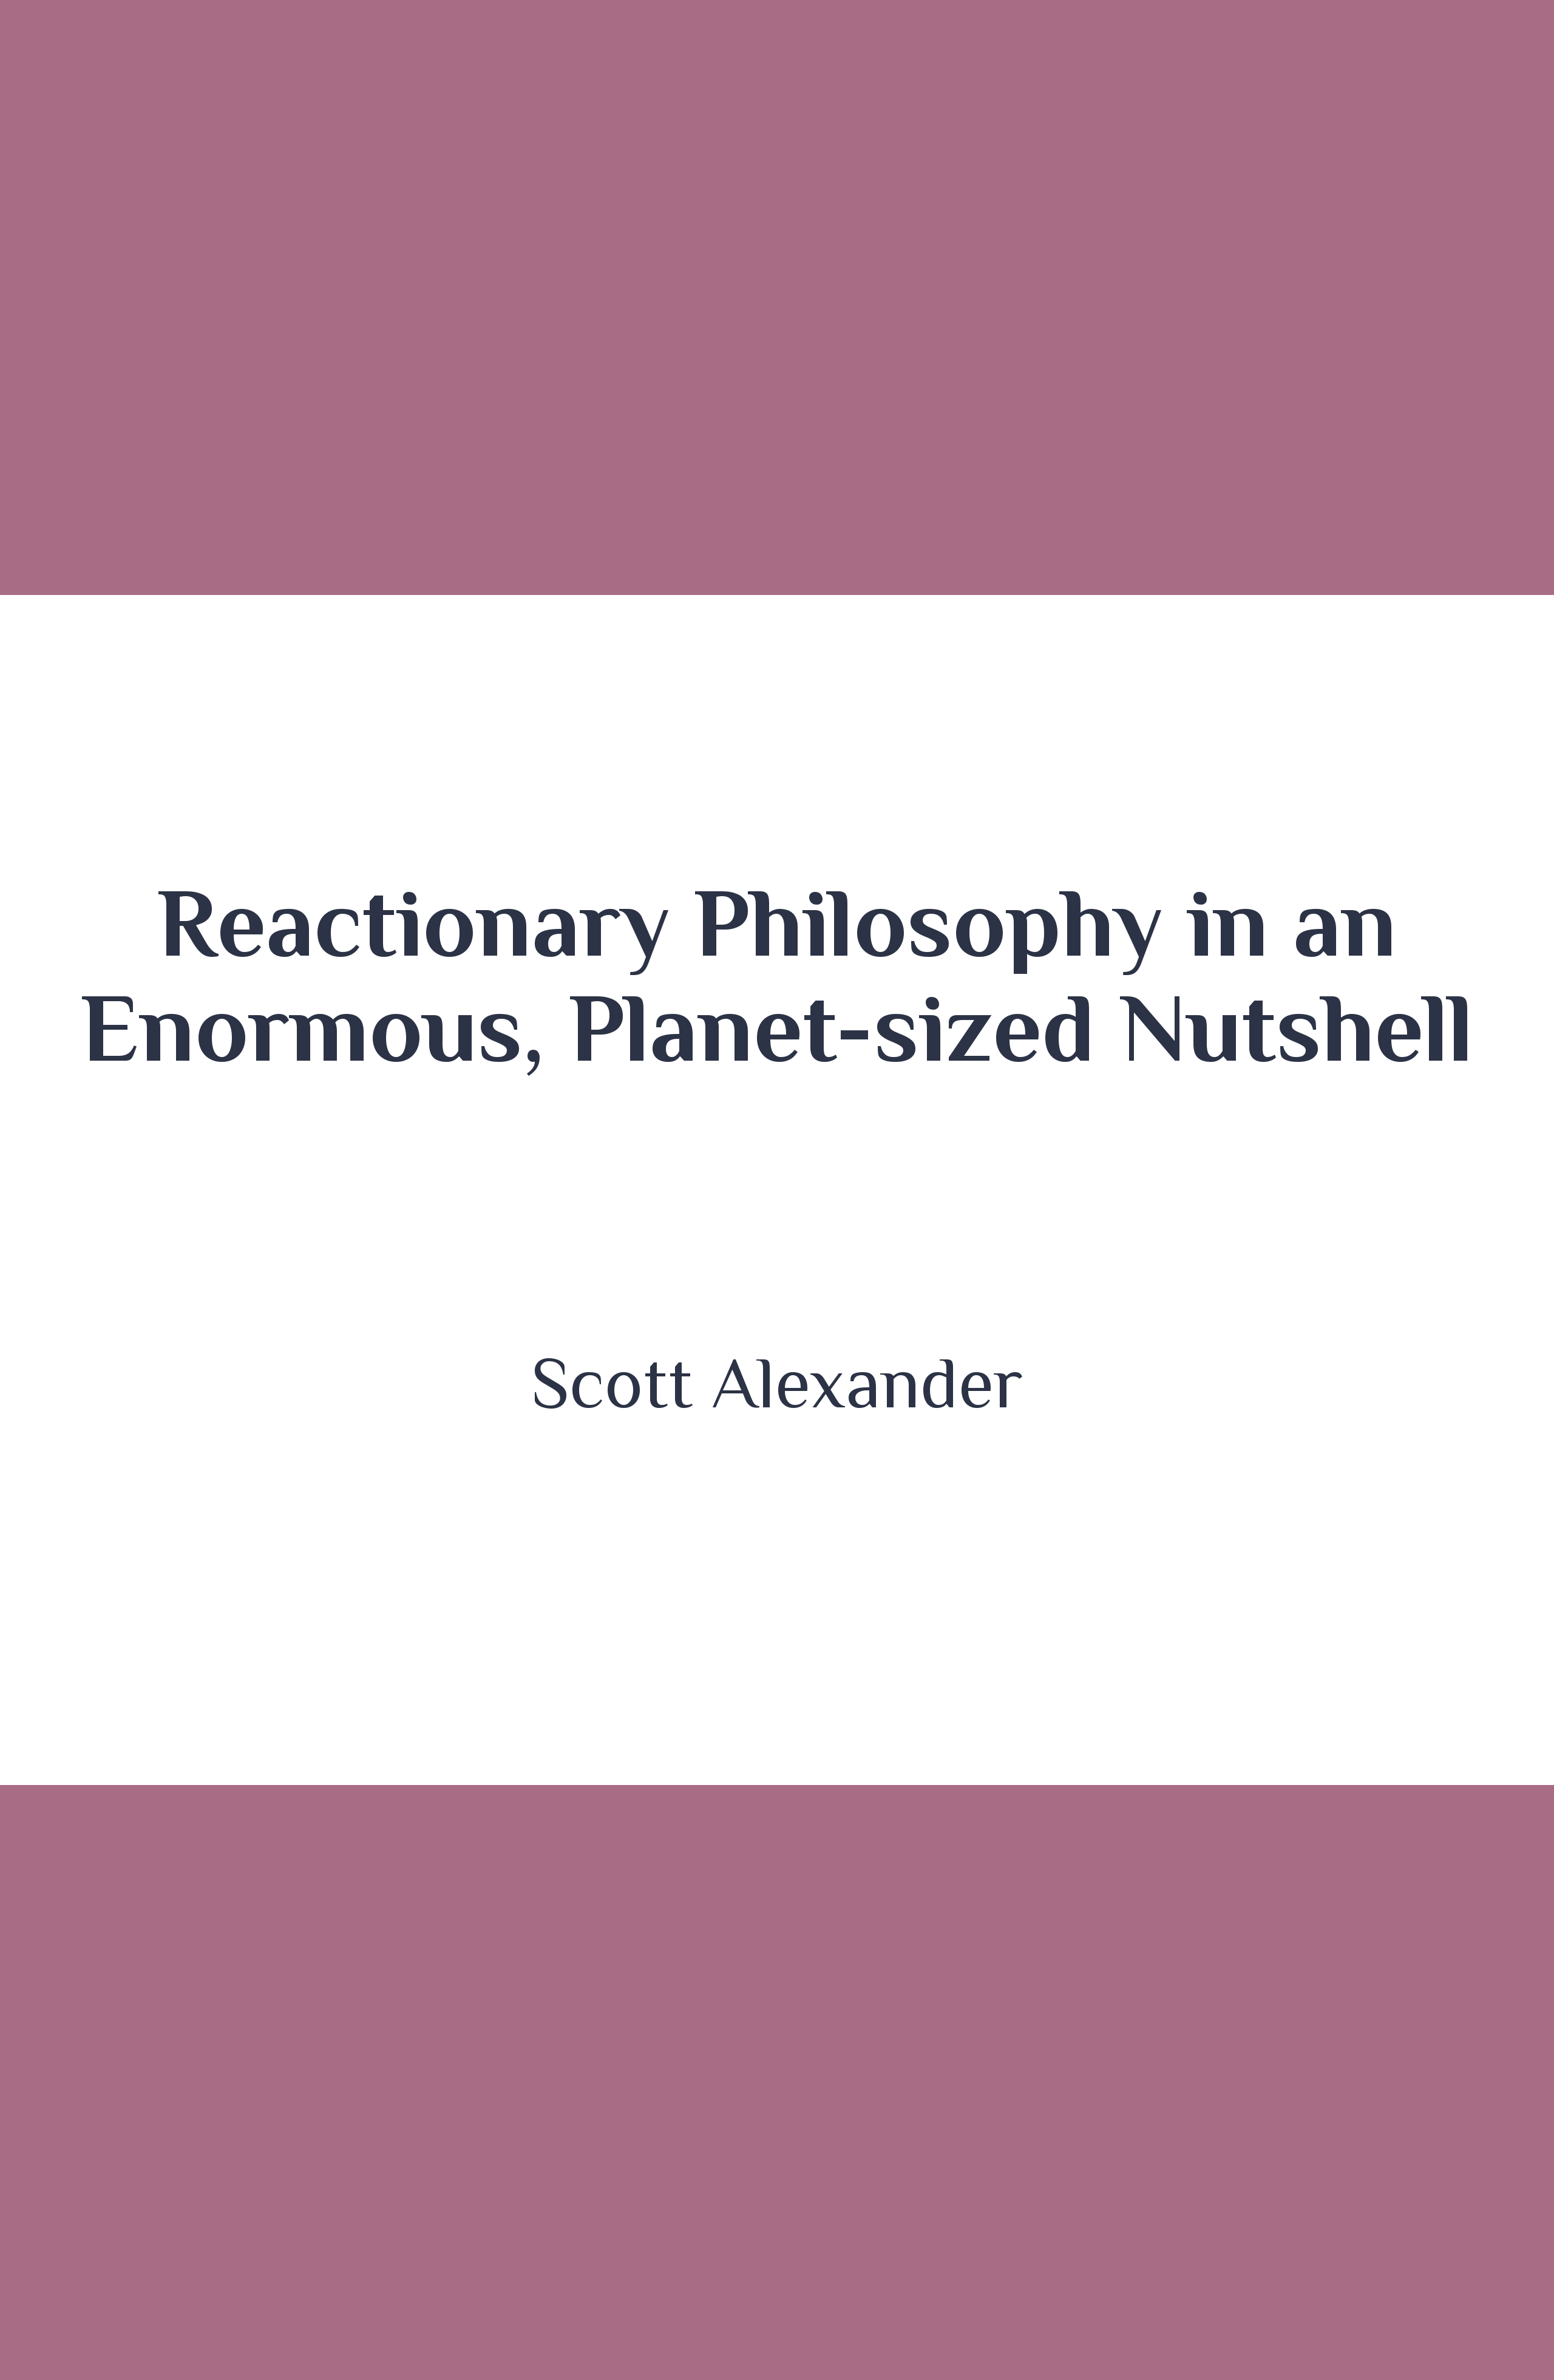 Reactionary Philosophy in an
Enormous, Planet-sized Nutshell
Scott Alexander